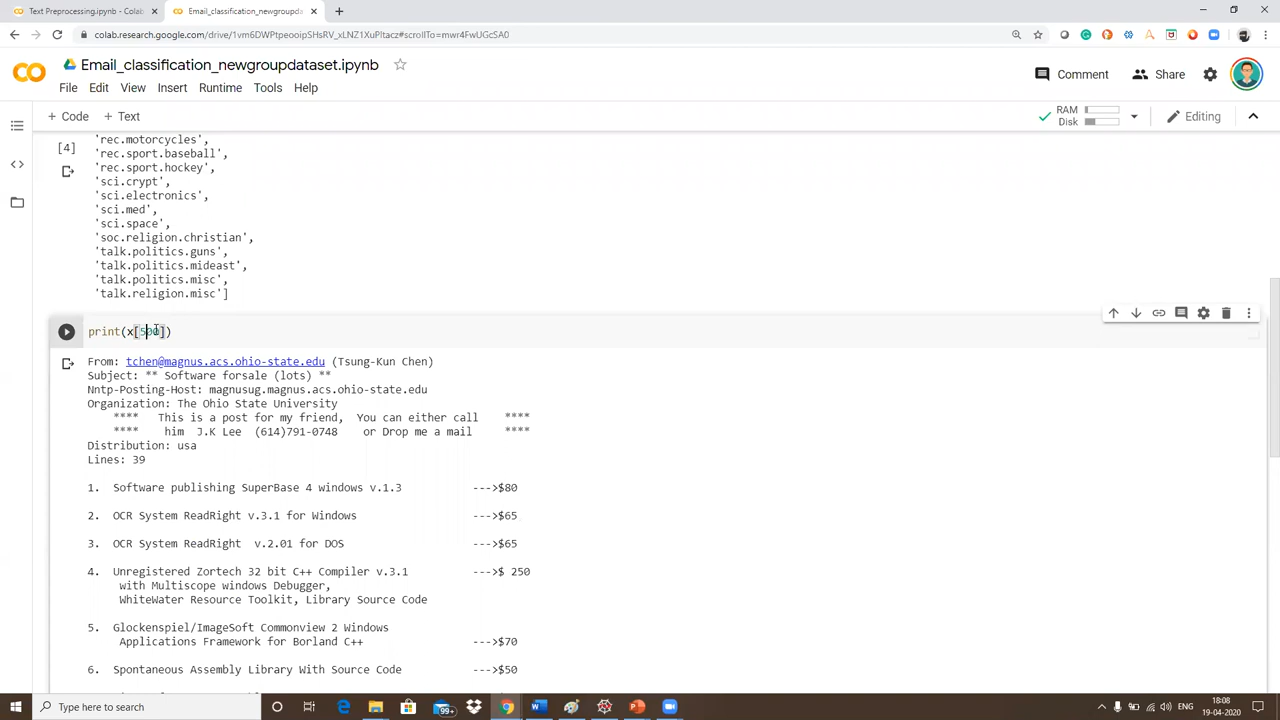 Text Preprocessing.ipynb - Colab
Email_classification_newgroupdataset.ipynb
colab.research.google.com/drive/1vm6DWPtpeooipSHsRV_xLNZ1XuPItacz#scrollTo=mwr4FwUGcSA0
Email_classification_newgroupdataset.ipynb
Comment
Share
File Edit View Insert Runtime Tools Help
+ Code + Text
RAM
Disk
Editing
'rec.motorcycles',
[4]
'rec.sport.baseball',
'rec.sport.hockey',
'sci.crypt',
'sci.electronics',
'sci.med',
'sci.space',
'soc.religion.christian',
'talk.politics.guns',
'talk.politics.mideast',
'talk.politics.misc',
'talk.religion.misc']
print(x[500])
From: tchen@magnus.acs.ohio-state.edu (Tsung-Kun Chen)
Subject: ** Software forsale (lots) **
Nntp-Posting-Host: magnusug.magnus.acs.ohio-state.edu
Organization: The Ohio State University
**** This is a post for my friend, You can either call ****
**** him J.K Lee (614)791-0748 or Drop me a mail ****
Distribution: usa
Lines: 39
1. Software publishing SuperBase 4 windows v.1.3 --->$80
2. OCR System ReadRight v.3.1 for Windows --->$65
3. OCR System ReadRight v.2.01 for DOS --->$65
4. Unregistered Zortech 32 bit C++ Compiler v.3.1 --->$ 250
with Multiscope windows Debugger,
WhiteWater Resource Toolkit, Library Source Code
5. Glockenspiel/ImageSoft Commonview 2 Windows
Applications Framework for Borland C++ --->$70
6. Spontaneous Assembly Library With Source Code --->$50
Type here to search
99+
18:08
19-04-2020